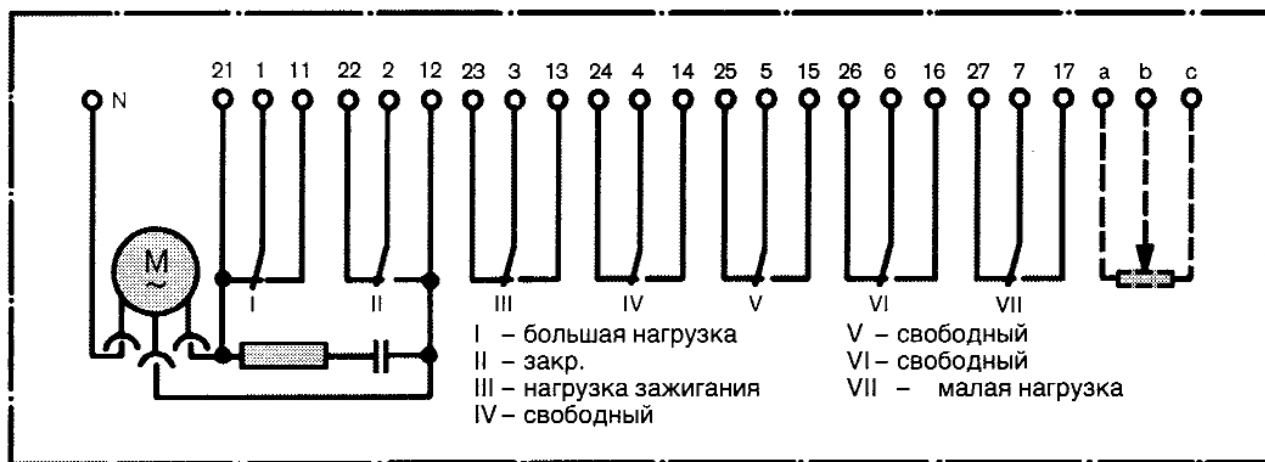 21 1 11 22 2 12 23 3 13 24 4 14 25 5 15 26 6 16 27 7 17 a b c
N
M
~
I II III IV V VI VII
I – большая нагрузка
II – закр.
III – нагрузка зажигания
IV – свободный
V – свободный
VI – свободный
VII – малая нагрузка